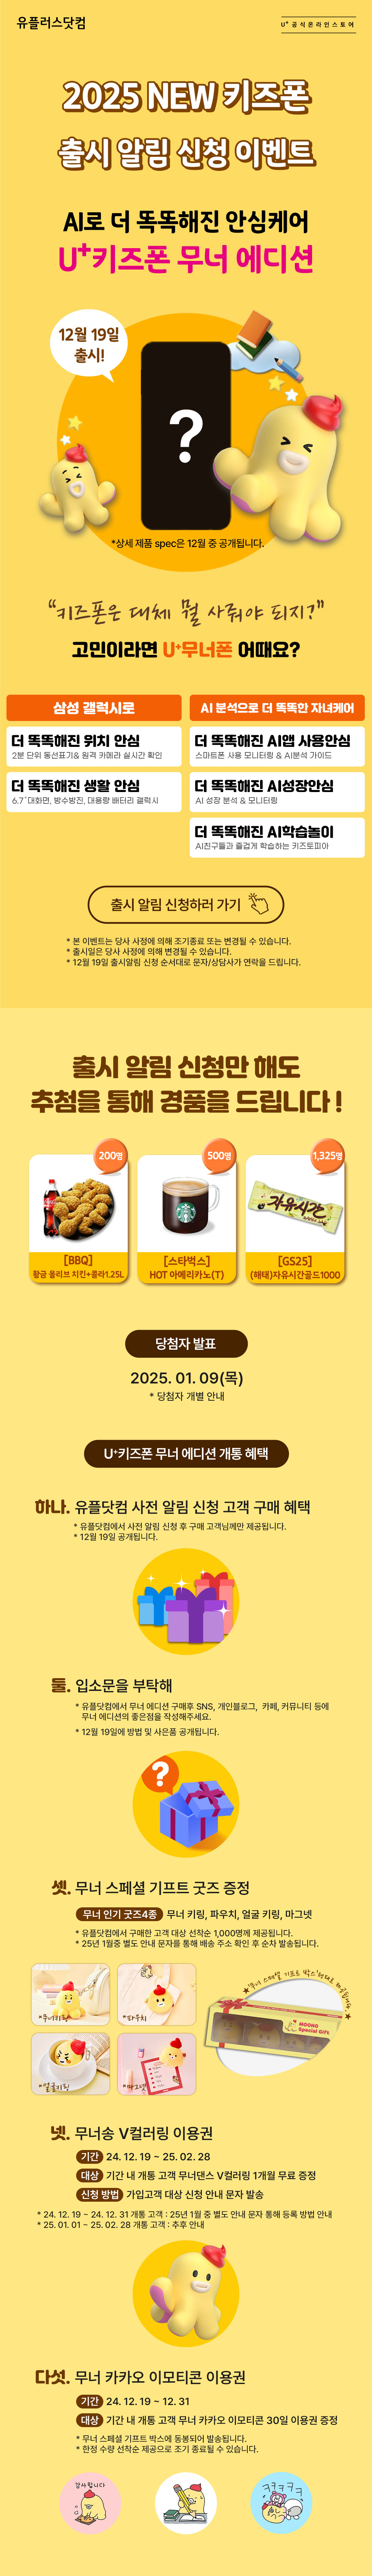 유플러스닷컴
U+ 공식온라인스토어
2025 NEW 키즈폰
출시 알림 신청 이벤트
AI로 더 똑똑해진 안심케어
U+키즈폰 무너 에디션
12월 19일
출시!
?
*상세 제품 spec은 12월 중 공개됩니다.
“키즈폰은 대체 뭘 사줘야 되지?”
고민이라면 U+무너폰 어때요?
삼성 갤럭시로
더 똑똑해진 위치 안심
2분 단위 동선표기& 원격 카메라 실시간 확인
더 똑똑해진 생활 안심
6.7˝대화면, 방수방진, 대용량 배터리 갤럭시
AI 분석으로 더 똑똑한 자녀케어
더 똑똑해진 AI앱 사용안심
스마트폰 사용 모니터링 & AI분석 가이드
더 똑똑해진 AI성장안심
AI 성장 분석 & 모니터링
더 똑똑해진 AI학습놀이
AI친구들과 즐겁게 학습하는 키즈토피아
출시 알림 신청하러 가기
* 본 이벤트는 당사 사정에 의해 조기종료 또는 변경될 수 있습니다.
* 출시일은 당사 사정에 의해 변경될 수 있습니다.
* 12월 19일 출시알림 신청 순서대로 문자/상담사가 연락을 드립니다.
출시 알림 신청만 해도
추첨을 통해 경품을 드립니다!
200명
[BBQ]
황금 올리브 치킨+콜라1.25L
500명
[스타벅스]
HOT 아메리카노(T)
1,325명
자유시간
[GS25]
(해태)자유시간골드1000
당첨자 발표
2025. 01. 09(목)
* 당첨자 개별 안내
U+키즈폰 무너 에디션 개통 혜택
하나. 유플닷컴 사전 알림 신청 고객 구매 혜택
* 유플닷컴에서 사전 알림 신청 후 구매 고객님께만 제공됩니다.
* 12월 19일 공개됩니다.
둘. 입소문을 부탁해
* 유플닷컴에서 무너 에디션 구매후 SNS, 개인블로그, 카페, 커뮤니티 등에
무너 에디션의 좋은점을 작성해주세요.
* 12월 19일에 방법 및 사은품 공개됩니다.
?
셋. 무너 스페셜 기프트 굿즈 증정
무너 인기 굿즈4종 무너 키링, 파우치, 얼굴 키링, 마그넷
* 유플닷컴에서 구매한 고객 대상 선착순 1,000명께 제공됩니다.
* 25년 1월중 별도 안내 문자를 통해 배송 주소 확인 후 순차 발송됩니다.
*무너키링
*파우치
*얼굴키링
*마그넷
MOONO
Special Gift
넷. 무너송 V컬러링 이용권
기간 24. 12. 19 ~ 25. 02. 28
대상 기간 내 개통 고객 무너댄스 V컬러링 1개월 무료 증정
신청 방법 가입고객 대상 신청 안내 문자 발송
* 24. 12. 19 ~ 24. 12. 31 개통 고객 : 25년 1월 중 별도 안내 문자 통해 등록 방법 안내
* 25. 01. 01 ~ 25. 02. 28 개통 고객 : 추후 안내
다섯. 무너 카카오 이모티콘 이용권
기간 24. 12. 19 ~ 12. 31
대상 기간 내 개통 고객 무너 카카오 이모티콘 30일 이용권 증정
* 무너 스페셜 기프트 박스에 동봉되어 발송됩니다.
* 한정 수량 선착순 제공으로 조기 종료될 수 있습니다.
감사합니다
ㅋㅋㅋㅋ